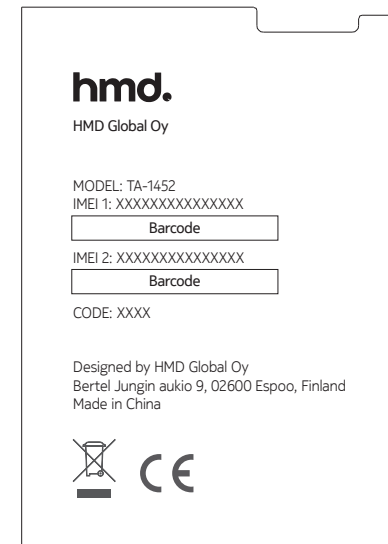 hmd.
HMD Global Oy
MODEL: TA-1452
IMEI 1: XXXXXXXXXXXXXXX
Barcode
IMEI 2: XXXXXXXXXXXXXXX
Barcode
CODE: XXXX
Designed by HMD Global Oy
Bertel Jungin aukio 9, 02600 Espoo, Finland
Made in China
CE